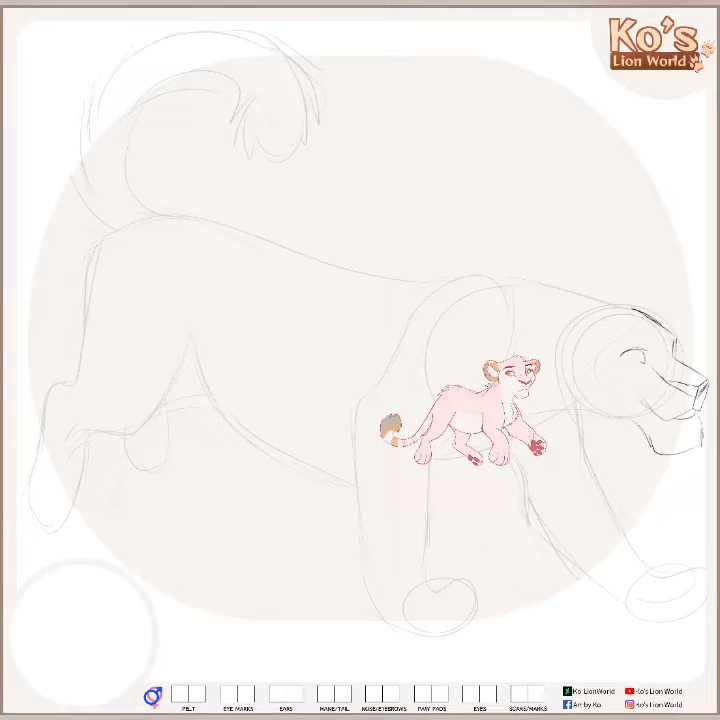 Ko's
Lion World
PELT
EYE MARKS
EARS
MANE/TAIL
NOSE/EYEBROWS
PAW PADS
EYES
SCARS/MARKS
Ko LionWorld
Ko's Lion World
Art by Ko
Ko's Lion World